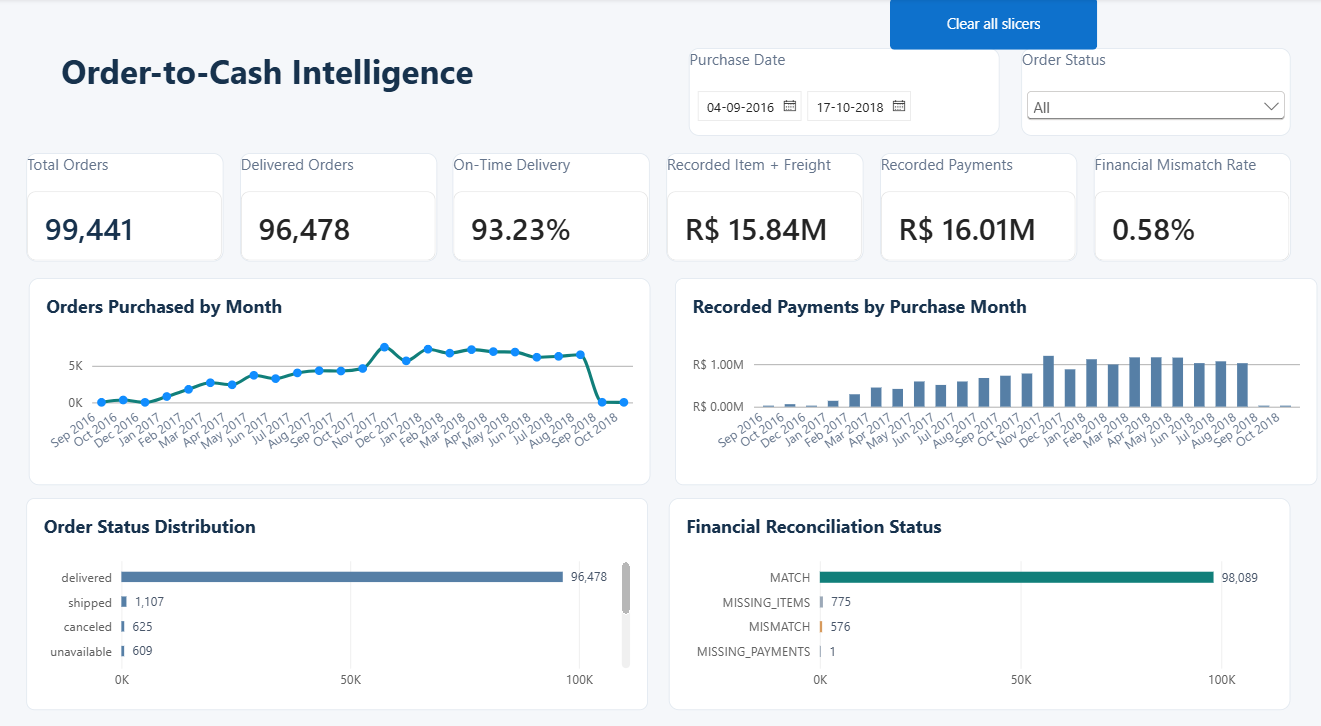 Clear all slicers
Order-to-Cash Intelligence
Purchase Date
04-09-2016 17-10-2018
Order Status
All
Total Orders
99,441
Delivered Orders
96,478
On-Time Delivery
93.23%
Recorded Item + Freight
R$ 15.84M
Recorded Payments
R$ 16.01M
Financial Mismatch Rate
0.58%
Orders Purchased by Month
5K
0K
Sep 2016 Oct 2016 Dec 2016 Jan 2017 Feb 2017 Mar 2017 Apr 2017 May 2017 Jun 2017 Jul 2017 Aug 2017 Sep 2017 Oct 2017 Nov 2017 Dec 2017 Jan 2018 Feb 2018 Mar 2018 Apr 2018 May 2018 Jun 2018 Jul 2018 Aug 2018 Sep 2018 Oct 2018
Recorded Payments by Purchase Month
R$ 1.00M
R$ 0.00M
Sep 2016 Oct 2016 Dec 2016 Jan 2017 Feb 2017 Mar 2017 Apr 2017 May 2017 Jun 2017 Jul 2017 Aug 2017 Sep 2017 Oct 2017 Nov 2017 Dec 2017 Jan 2018 Feb 2018 Mar 2018 Apr 2018 May 2018 Jun 2018 Jul 2018 Aug 2018 Sep 2018 Oct 2018
Order Status Distribution
delivered 96,478
shipped 1,107
canceled 625
unavailable 609
0K 50K 100K
Financial Reconciliation Status
MATCH 98,089
MISSING_ITEMS 775
MISMATCH 576
MISSING_PAYMENTS 1
0K 50K 100K